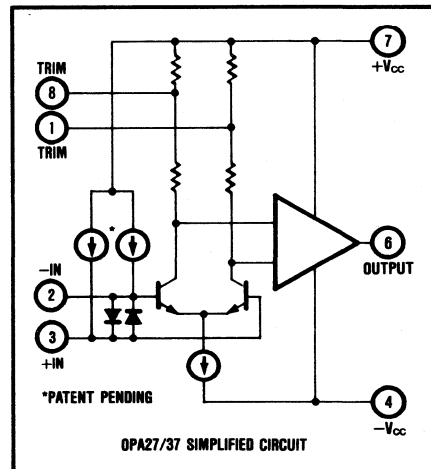 7
+VCC
TRIM
8
1
TRIM
*
−IN
2
3
+IN
6
OUTPUT
*PATENT PENDING
4
−VCC
OPA27/37 SIMPLIFIED CIRCUIT